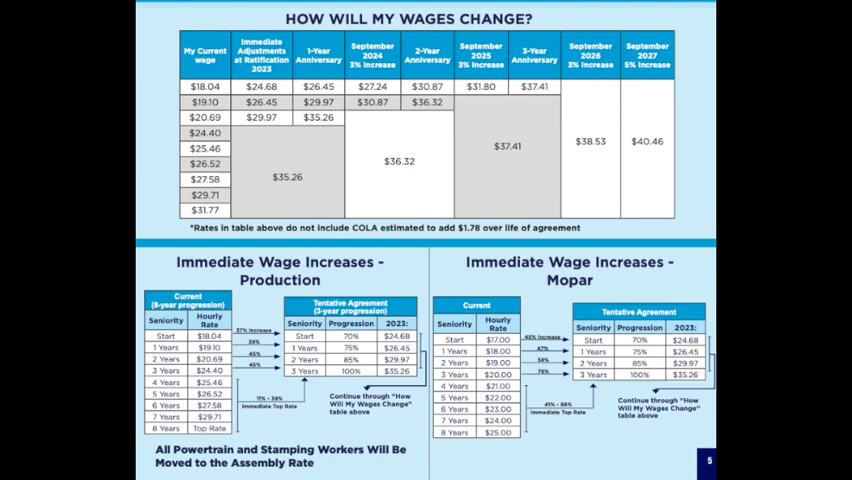 HOW WILL MY WAGES CHANGE?
My Current wage | Immediate Adjustments at Ratification 2023 | 1-Year Anniversary | September 2024 3% Increase | 2-Year Anniversary | September 2025 3% Increase | 3-Year Anniversary | September 2026 3% Increase | September 2027 5% Increase
$18.04 $24.68 $26.45 $27.24 $30.87 $31.80 $37.41
$19.10 $26.45 $29.97 $30.87 $36.32
$20.69 $29.97 $35.26
$24.40
$25.46
$26.52
$27.58
$29.71
$31.77
$35.26
$36.32
$37.41
$38.53
$40.46
*Rates in table above do not include COLA estimated to add $1.78 over life of agreement
Immediate Wage Increases -
Production
Current
(8-year progression)
Seniority Hourly Rate
Start $18.04
1 Years $19.10
2 Years $20.69
3 Years $24.40
4 Years $25.46
5 Years $26.52
6 Years $27.58
7 Years $29.71
8 Years Top Rate
37% Increase
38%
45%
45%
11% - 38%
Immediate Top Rate
Tentative Agreement
(3-year progression)
Seniority Progression 2023:
Start 70% $24.68
1 Years 75% $26.45
2 Years 85% $29.97
3 Years 100% $35.26
Continue through "How
Will My Wages Change"
table above
All Powertrain and Stamping Workers Will Be
Moved to the Assembly Rate
Immediate Wage Increases -
Mopar
Current
Seniority Hourly Rate
Start $17.00
1 Years $18.00
2 Years $19.00
3 Years $20.00
4 Years $21.00
5 Years $22.00
6 Years $23.00
7 Years $24.00
8 Years $25.00
45% Increase
47%
58%
76%
41% - 68%
Immediate Top Rate
Tentative Agreement
Seniority Progression 2023:
Start 70% $24.68
1 Years 75% $26.45
2 Years 85% $29.97
3 Years 100% $35.26
Continue through "How
Will My Wages Change"
table above
5